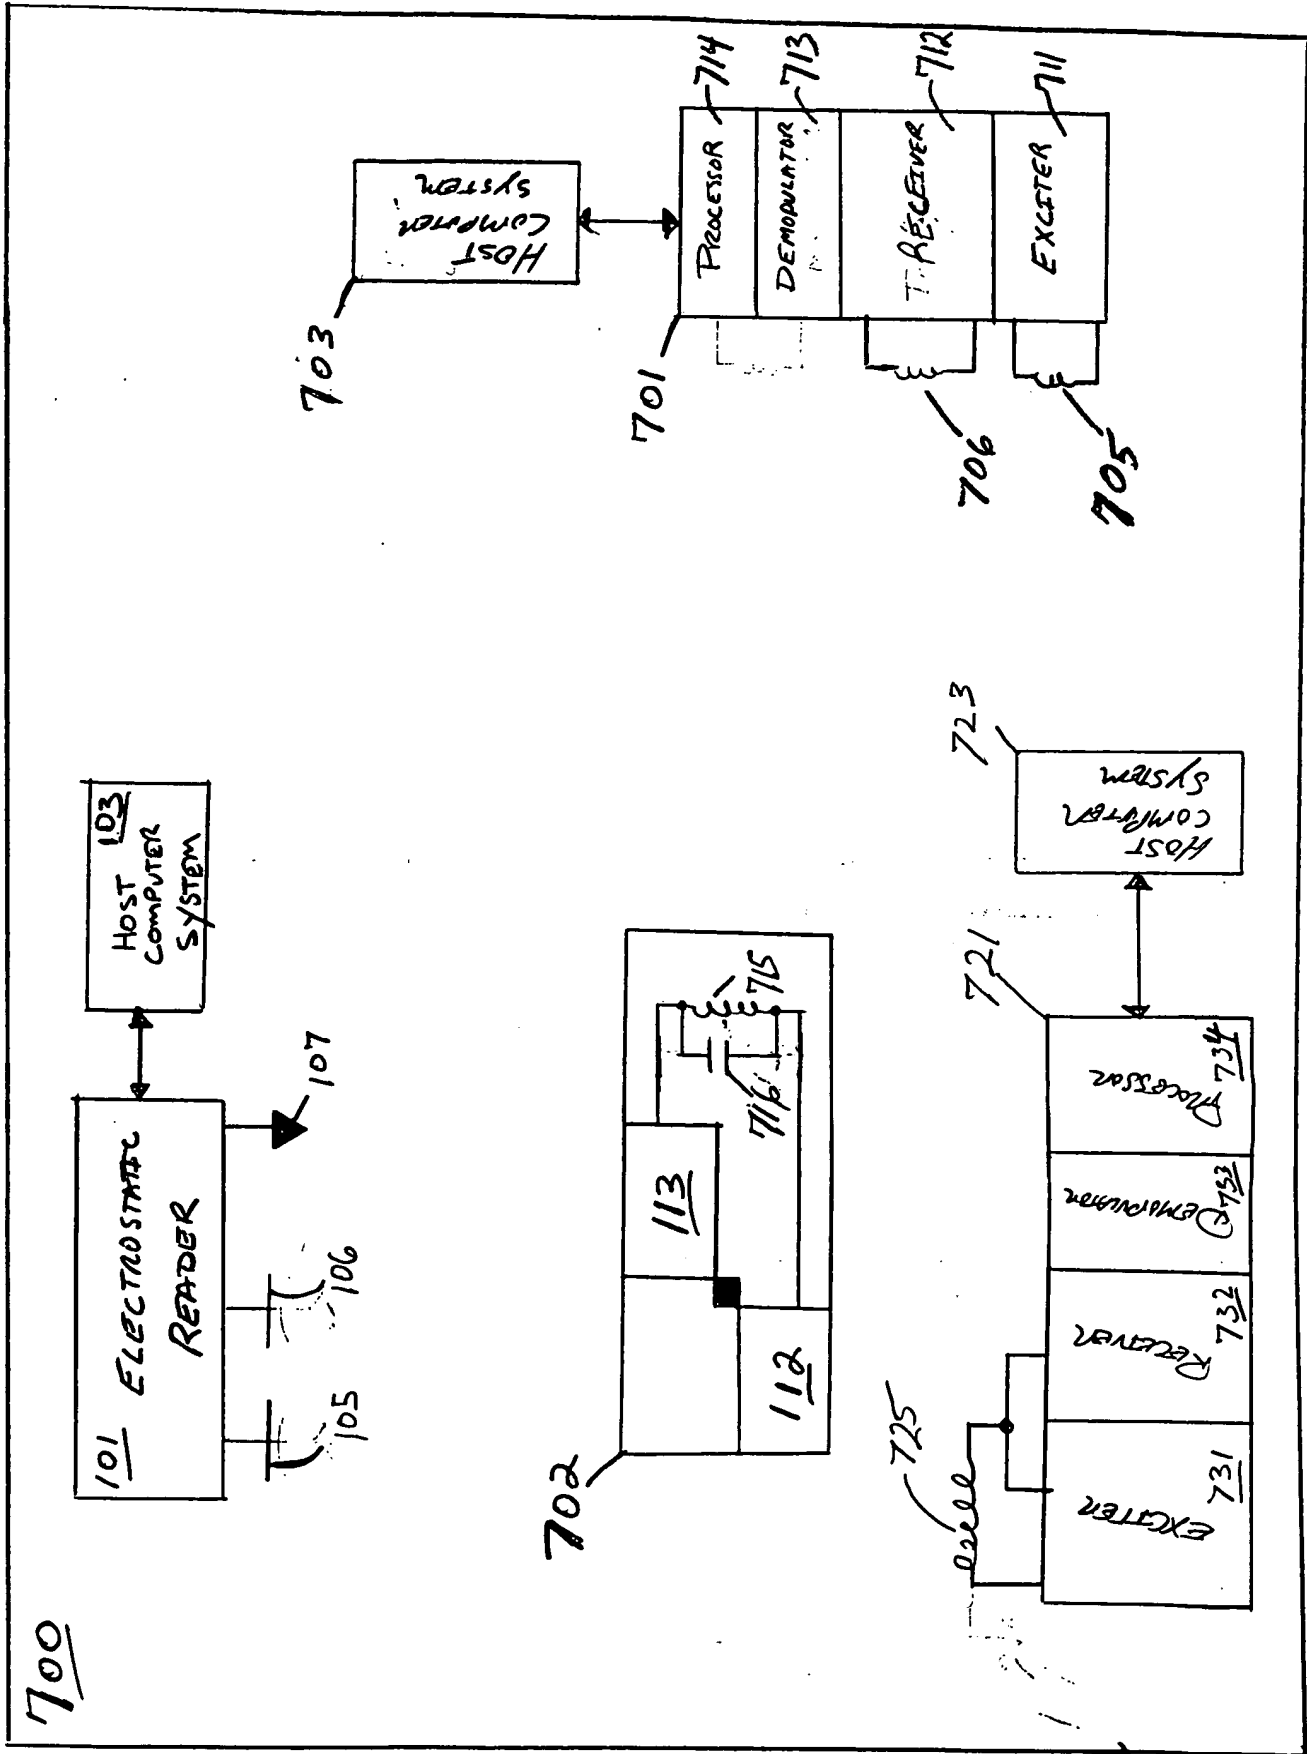 700
101
ELECTROSTATIC
READER
HOST 103
COMPUTER
SYSTEM
105
106
107
703
HOST
COMPUTER
SYSTEM
701
PROCESSOR
714
DEMODULATOR
713
RECEIVER
712
EXCITER
711
706
705
702
113
112
715
716
725
721
723
EXCITER
731
RECEIVER
732
DEMODULATOR
733
PROCESSOR
734
HOST
COMPUTER
SYSTEM